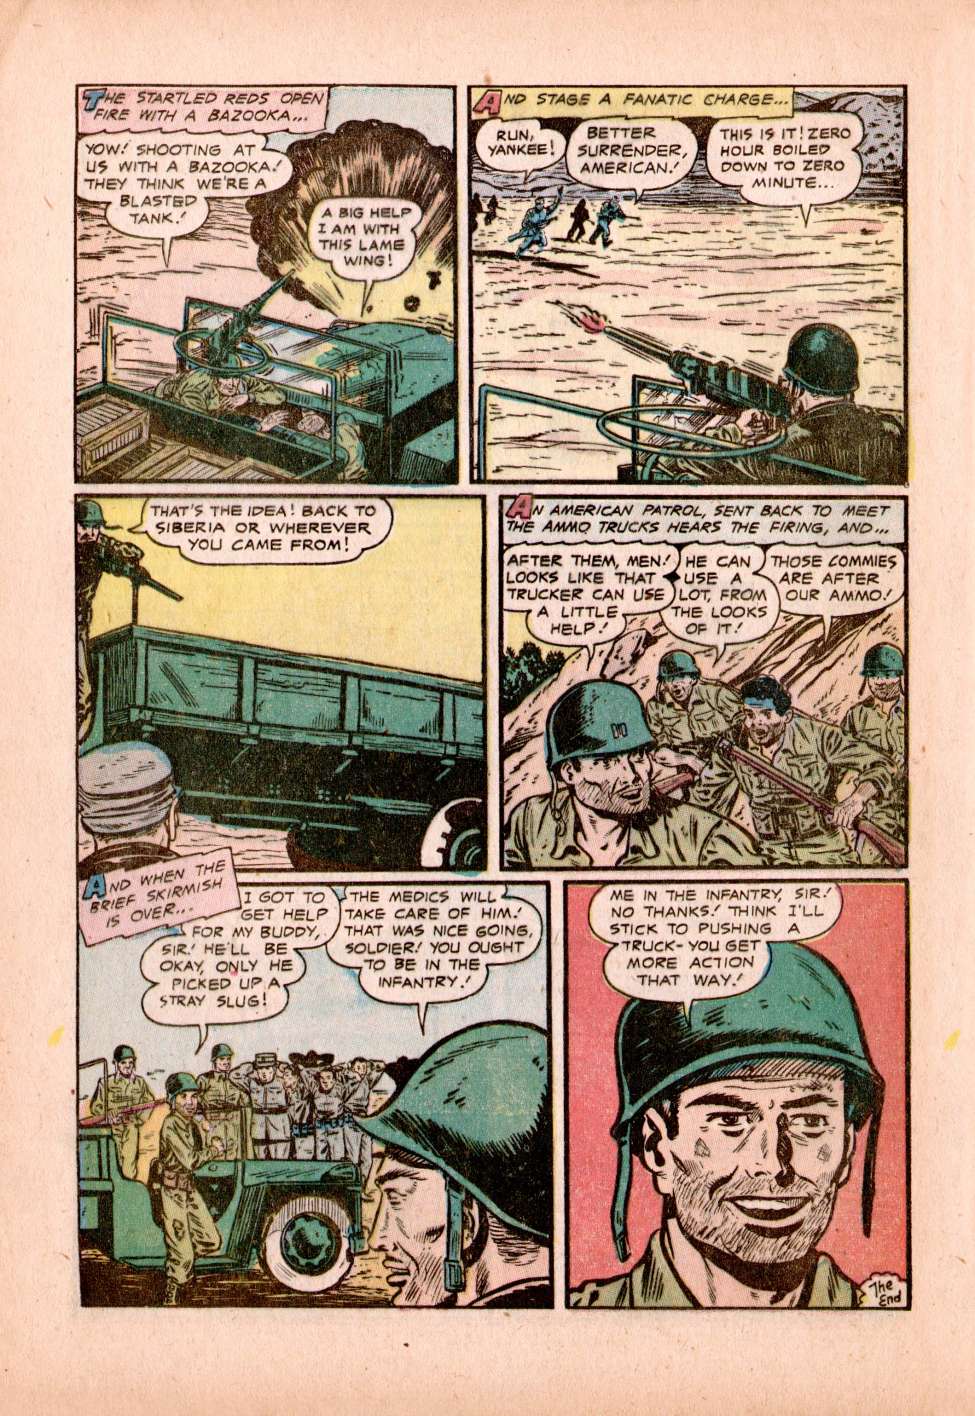 THE STARTLED REDS OPEN
FIRE WITH A BAZOOKA...
YOW! SHOOTING AT
US WITH A BAZOOKA!
THEY THINK WE'RE A
BLASTED
TANK!
A BIG HELP
I AM WITH
THIS LAME
WING!
AND STAGE A FANATIC CHARGE...
RUN,
YANKEE!
BETTER
SURRENDER,
AMERICAN!
THIS IS IT! ZERO
HOUR BOILED
DOWN TO ZERO
MINUTE...
THAT'S THE IDEA! BACK TO
SIBERIA OR WHEREVER
YOU CAME FROM!
AN AMERICAN PATROL, SENT BACK TO MEET
THE AMMO TRUCKS HEARS THE FIRING, AND...
AFTER THEM, MEN!
LOOKS LIKE THAT
TRUCKER CAN USE
A LITTLE
HELP!
HE CAN
USE A
LOT, FROM
THE LOOKS
OF IT!
THOSE COMMIES
ARE AFTER
OUR AMMO!
AND WHEN THE
BRIEF SKIRMISH
IS OVER...
I GOT TO
GET HELP
FOR MY BUDDY,
SIR! HE'LL BE
OKAY, ONLY HE
PICKED UP A
STRAY SLUG!
THE MEDICS WILL
TAKE CARE OF HIM!
THAT WAS NICE GOING,
SOLDIER! YOU OUGHT
TO BE IN THE
INFANTRY!
ME IN THE INFANTRY, SIR!
NO THANKS! THINK I'LL
STICK TO PUSHING A
TRUCK-YOU GET
MORE ACTION
THAT WAY!
The
End